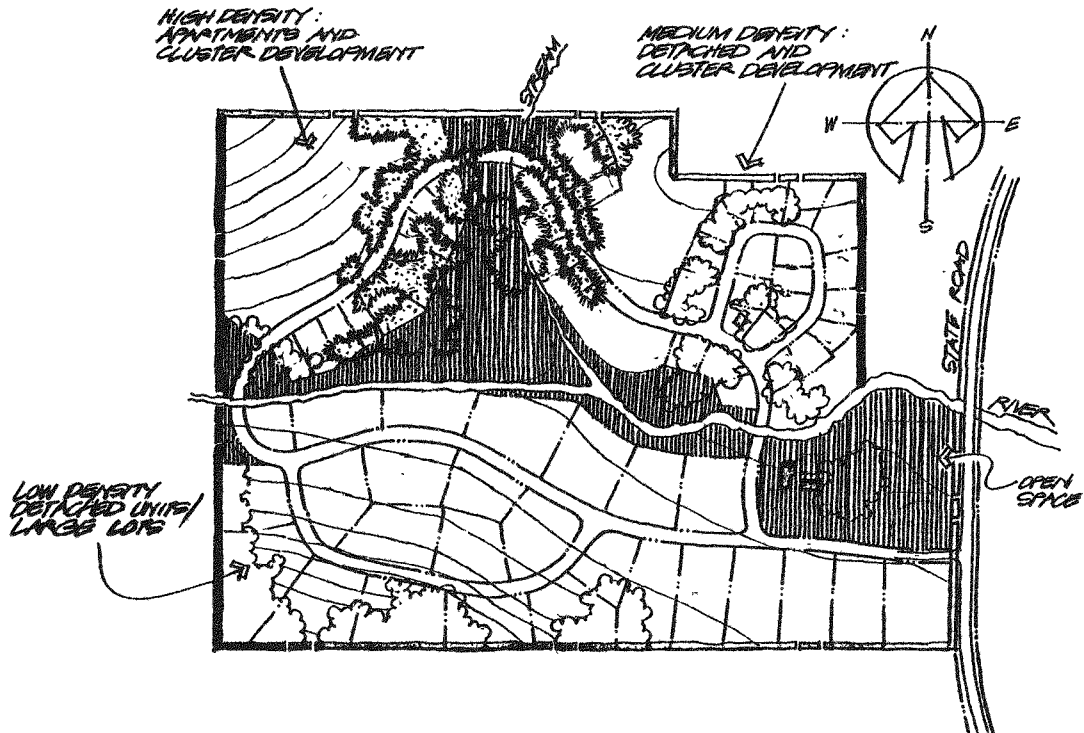 HIGH DENSITY:
APARTMENTS AND
CLUSTER DEVELOPMENT
STREAM
MEDIUM DENSITY:
DETACHED AND
CLUSTER DEVELOPMENT
N
W
E
S
STATE ROAD
RIVER
OPEN
SPACE
LOW DENSITY
DETACHED UNITS/
LARGE LOTS